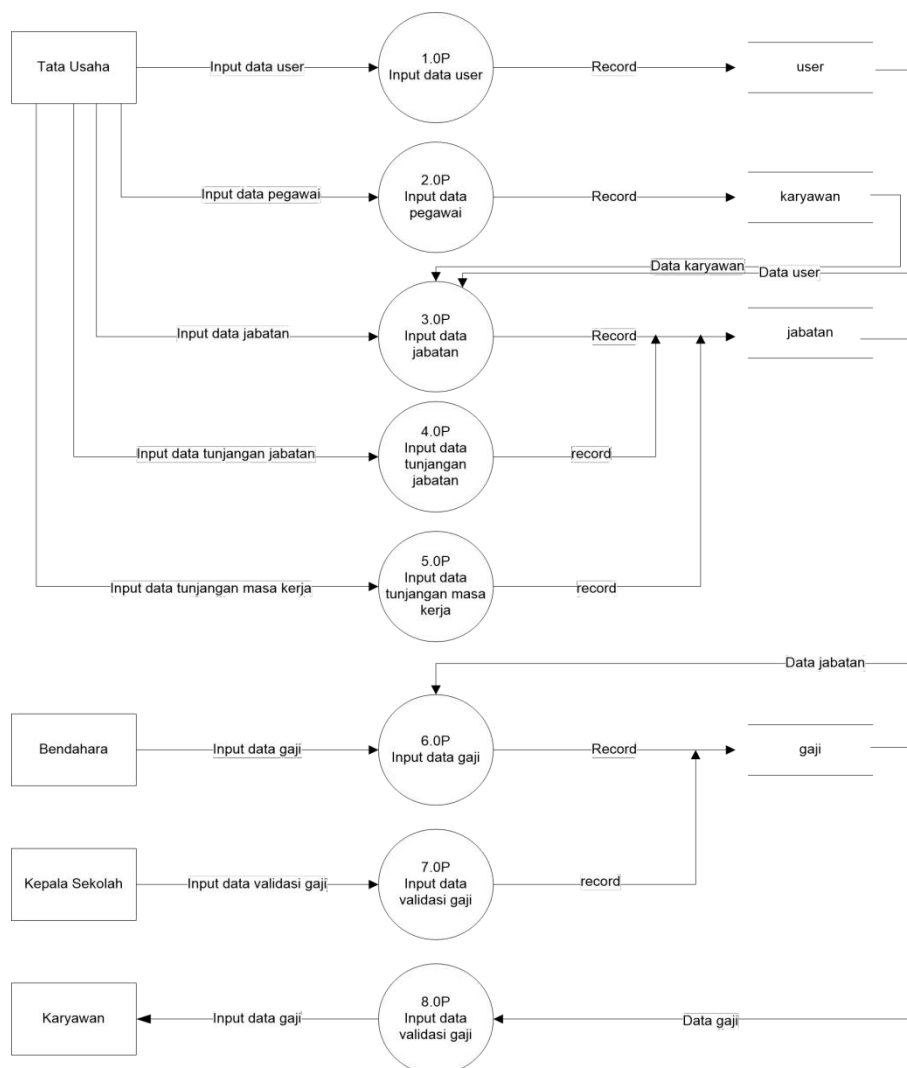 Tata Usaha
Input data user
1.0P
Input data user
Record
user
Input data pegawai
2.0P
Input data
pegawai
Record
karyawan
Data karyawan
Data user
Input data jabatan
3.0P
Input data
jabatan
Record
jabatan
Input data tunjangan jabatan
4.0P
Input data
tunjangan
jabatan
record
Input data tunjangan masa kerja
5.0P
Input data
tunjangan masa
kerja
record
Data jabatan
Bendahara
Input data gaji
6.0P
Input data gaji
Record
gaji
Kepala Sekolah
Input data validasi gaji
7.0P
Input data
validasi gaji
record
Karyawan
Input data gaji
8.0P
Input data
validasi gaji
Data gaji